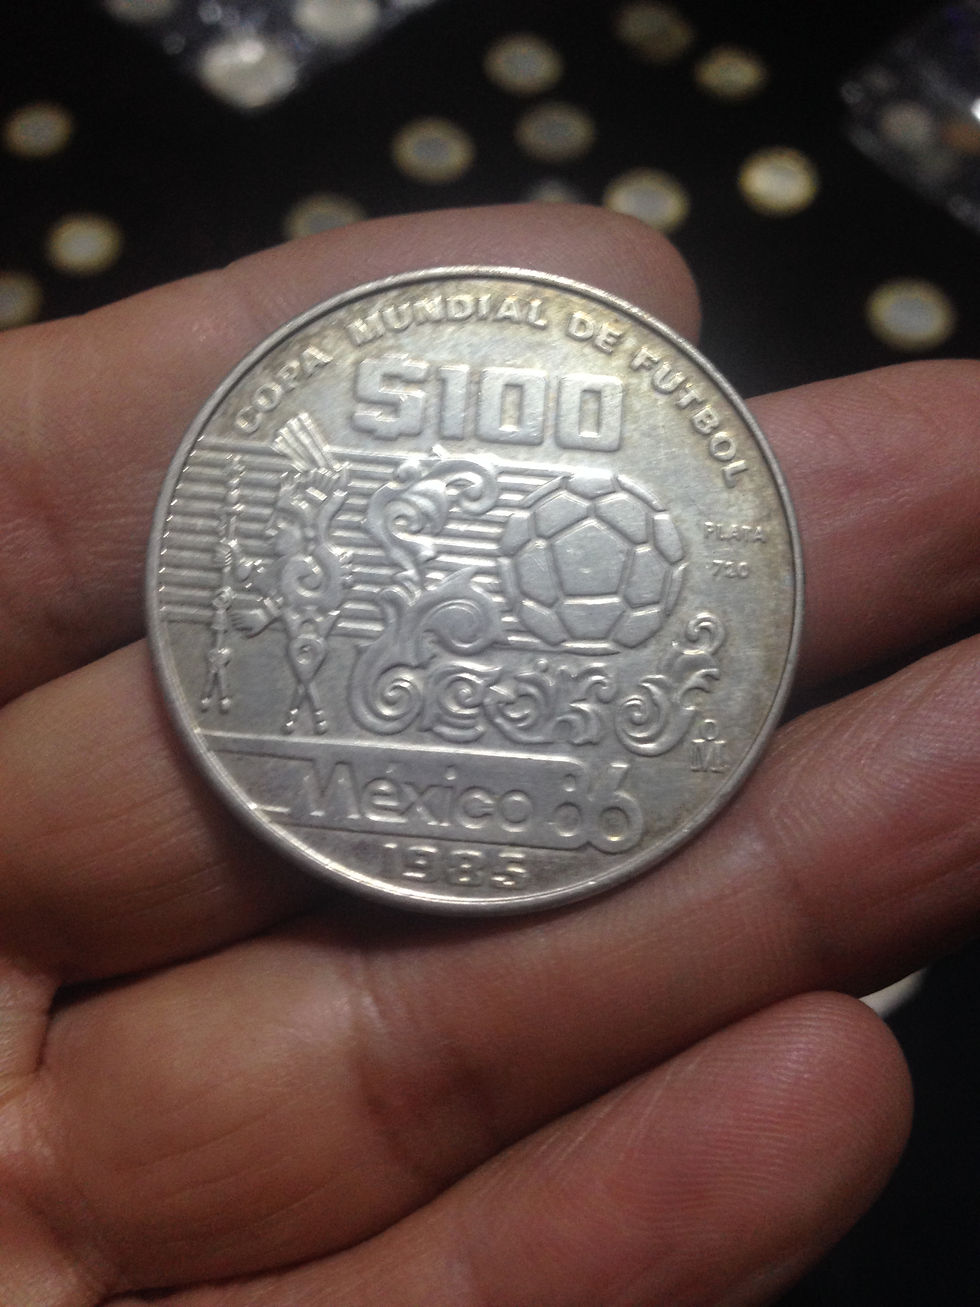 COPA MUNDIAL DE FUTBOL
$100
PLATA
.720
Mo
México 86
1985